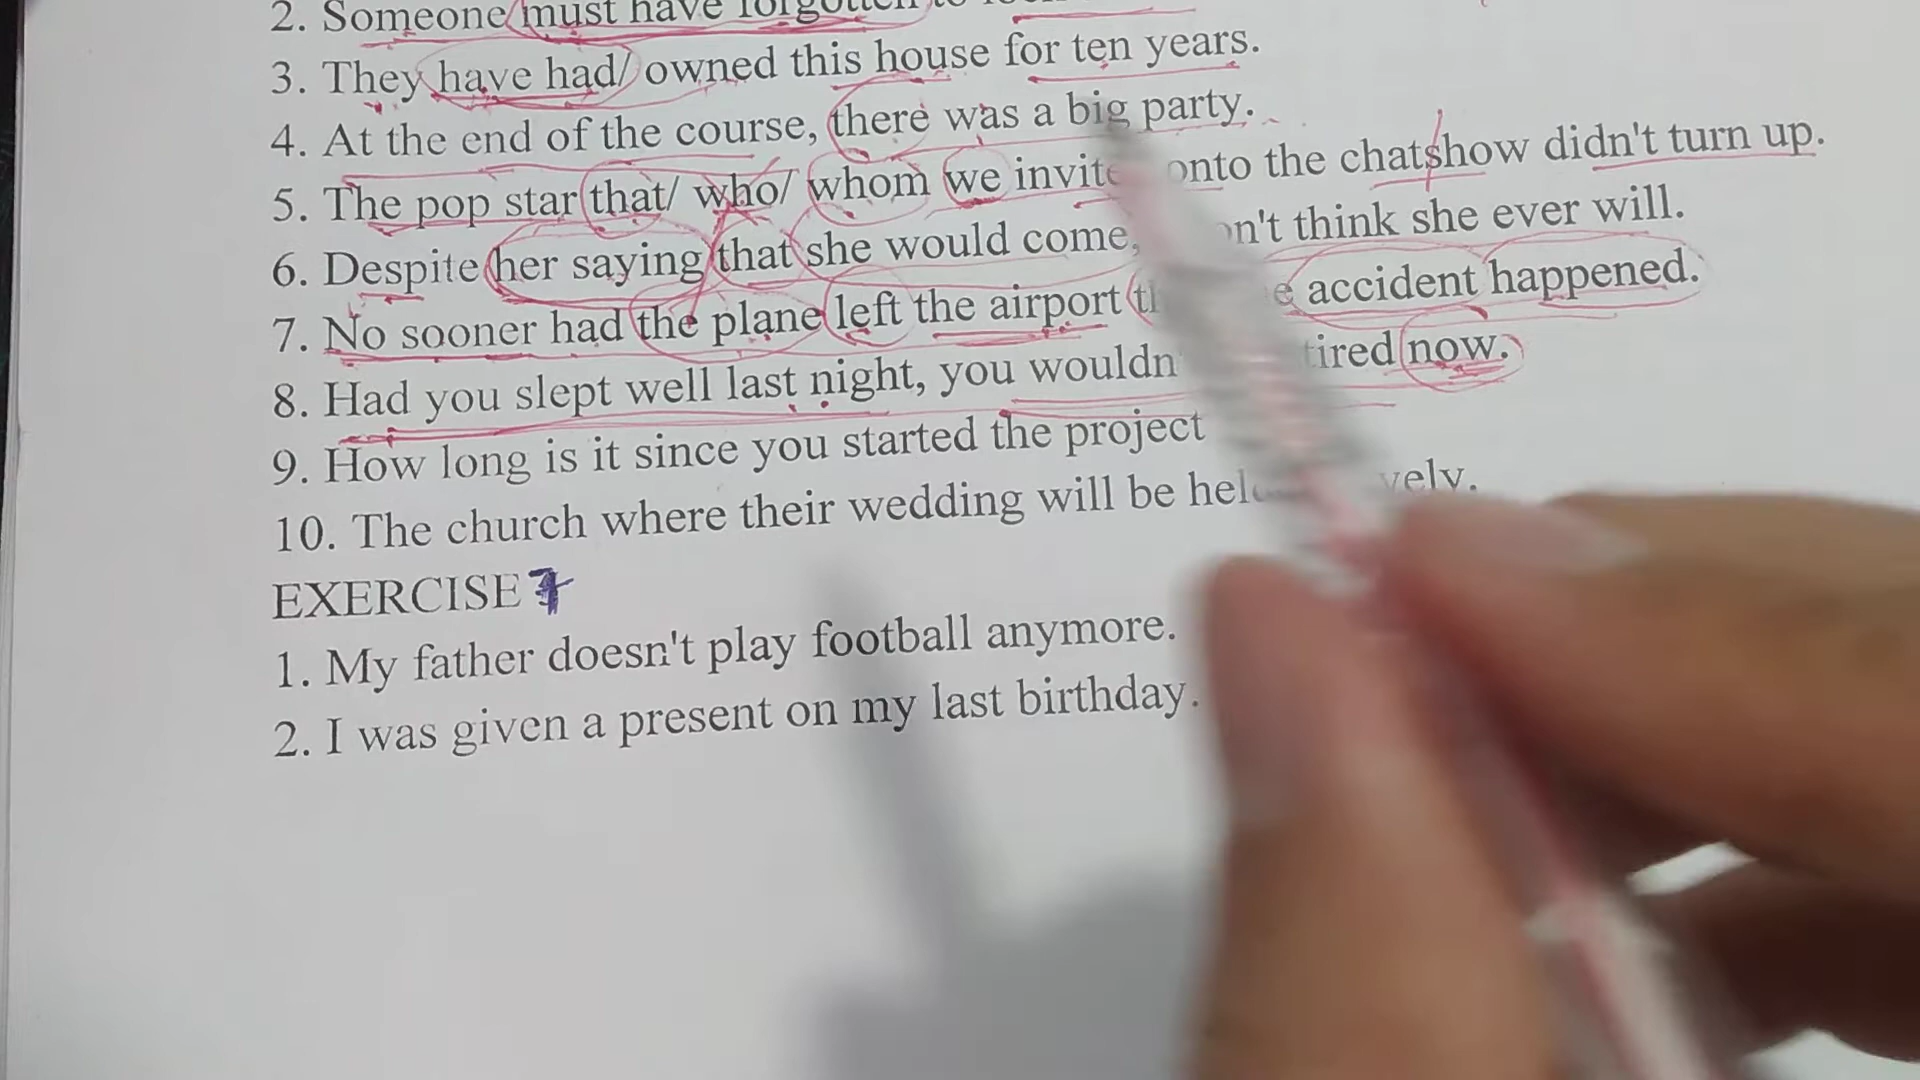 2. Someone must have forgotten to
3. They have had/ owned this house for ten years.
4. At the end of the course, there was a big party.
5. The pop star that/ who/ whom we invite onto the chatshow didn't turn up.
6. Despite her saying that she would come, think she ever will.
7. No sooner had the plane left the airport accident happened.
8. Had you slept well last night, you wouldn tired now.
9. How long is it since you started the project
10. The church where their wedding will be
EXERCISE 7
1. My father doesn't play football anymore.
2. I was given a present on my last birthday.